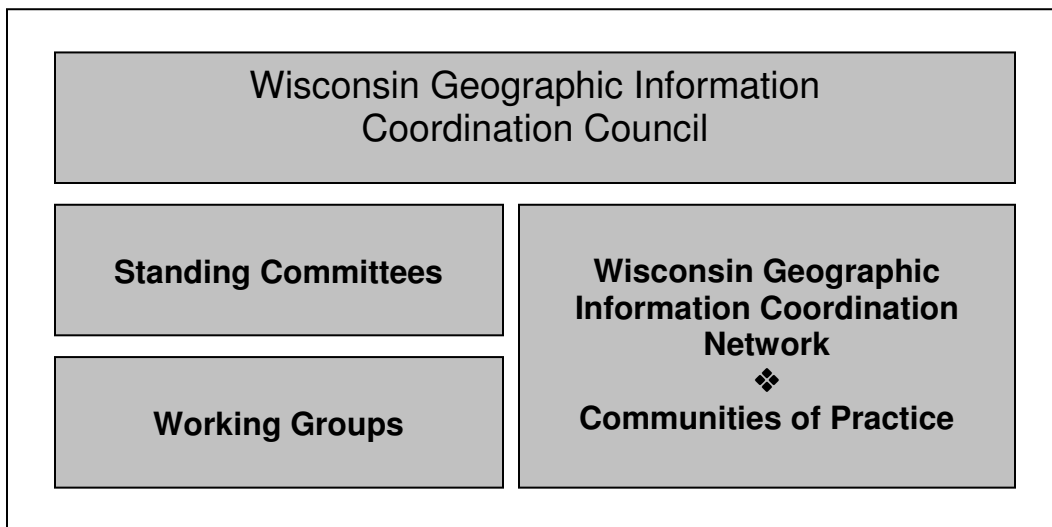 Wisconsin Geographic Information
Coordination Council
Standing Committees
Working Groups
Wisconsin Geographic
Information Coordination
Network
❖
Communities of Practice